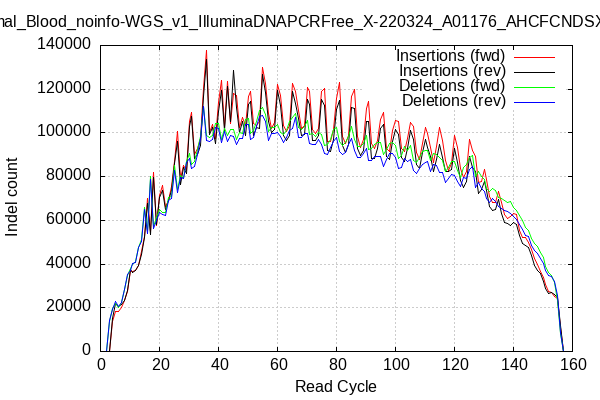 nal_Blood_noinfo-WGS_v1_IlluminaDNAPCRFree_X-220324_A01176_AHCFCNDSX
140000
120000
100000
80000
60000
40000
20000
0
Indel count
Insertions (fwd)
Insertions (rev)
Deletions (fwd)
Deletions (rev)
0 20 40 60 80 100 120 140 160
Read Cycle